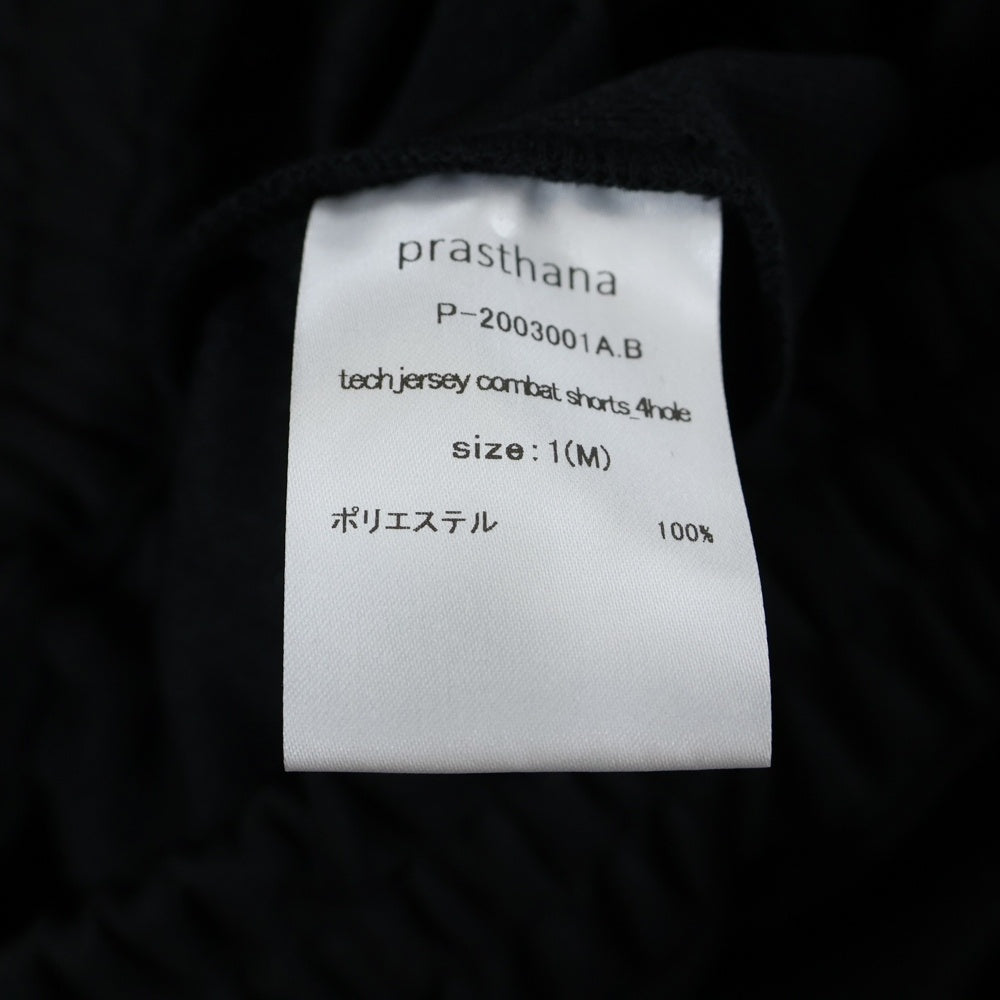 prasthana
P-2003001A.B
tech jersey combat shorts_4hole
size: 1(M)
ポリエステル 100%